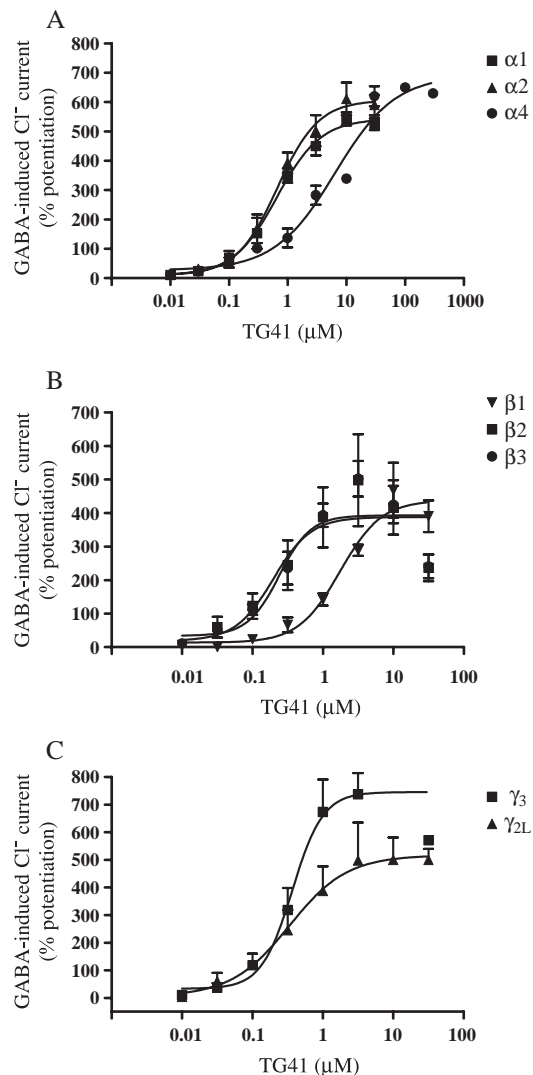 A
GABA-induced Cl⁻ current
(% potentiation)
800
700
600
500
400
300
200
100
0
0.01 0.1 1 10 100 1000
TG41 (μM)
α1
α2
α4
B
GABA-induced Cl⁻ current
(% potentiation)
700
600
500
400
300
200
100
0
0.01 0.1 1 10 100
TG41 (μM)
β1
β2
β3
C
GABA-induced Cl⁻ current
(% potentiation)
800
700
600
500
400
300
200
100
0
0.01 0.1 1 10 100
TG41 (μM)
γ₃
γ₂L